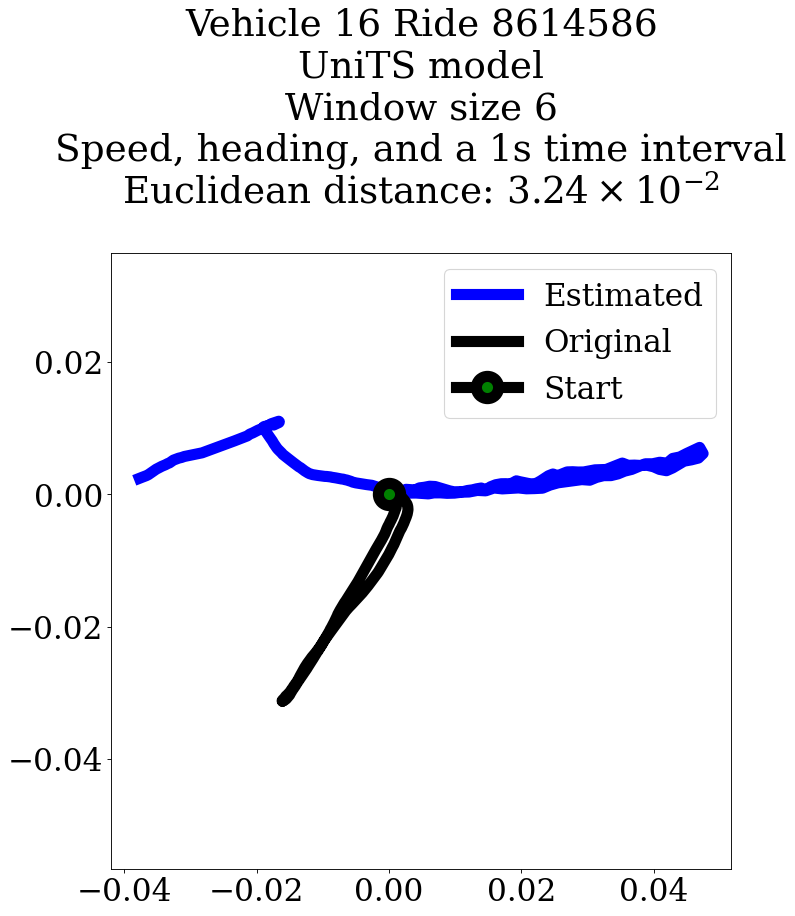 Vehicle 16 Ride 8614586
UniTS model
Window size 6
Speed, heading, and a 1s time interval
Euclidean distance: 3.24 × 10⁻²
Estimated
Original
Start
0.02
0.00
−0.02
−0.04
−0.04 −0.02 0.00 0.02 0.04